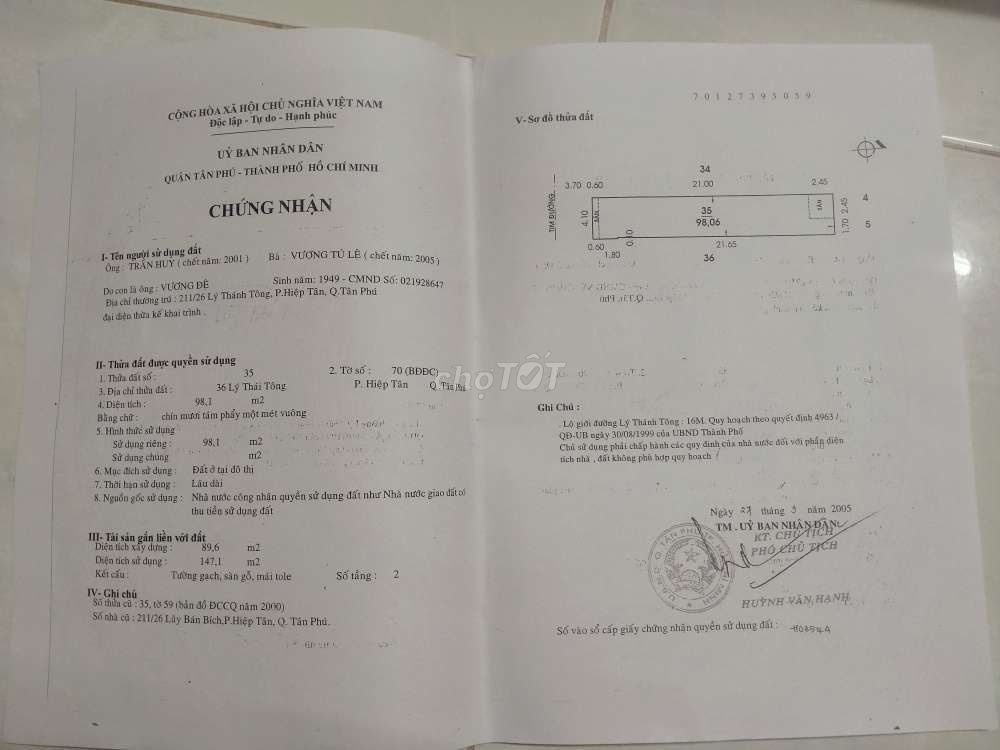 CỘNG HÒA XÃ HỘI CHỦ NGHĨA VIỆT NAM
Độc lập - Tự do - Hạnh phúc
UỶ BAN NHÂN DÂN
QUẬN TÂN PHÚ - THÀNH PHỐ HỒ CHÍ MINH
CHỨNG NHẬN
I- Tên người sử dụng đất
Ông : TRẦN HUY ( chết năm: 2001 ) Bà : VƯƠNG TỦ LÊ ( chết năm: 2005 )
Do con là ông : VƯƠNG ĐỀ Sinh năm: 1949 - CMND Số: 021928647
Địa chỉ thường trú : 211/26 Lý Thánh Tông, P.Hiệp Tân, Q.Tân Phú
đại diện thừa kế khai trình .
II- Thửa đất được quyền sử dụng
1. Thửa đất số : 35 2. Tờ số : 70 (BĐĐC)
3. Địa chỉ thửa đất : 36 Lý Thái Tông P. Hiệp Tân Q. Tân Phú
4. Diện tích : 98,1 m2
Bằng chữ : chín mươi tám phẩy một mét vuông
5. Hình thức sử dụng
Sử dụng riêng : 98,1 m2
Sử dụng chung m2
6. Mục đích sử dụng : Đất ở tại đô thị
7. Thời hạn sử dụng : Lâu dài
8. Nguồn gốc sử dụng : Nhà nước công nhận quyền sử dụng đất như Nhà nước giao đất có
thu tiền sử dụng đất
III- Tài sản gắn liền với đất
Diện tích xây dựng : 89,6 m2
Diện tích sử dụng : 147,1 m2
Kết cấu : Tường gạch, sàn gỗ, mái tole Số tầng : 2
IV- Ghi chú
Số thửa cũ : 35, tờ 59 (bản đồ ĐCCQ năm 2000)
Số nhà cũ : 211/26 Lũy Bán Bích,P.Hiệp Tân, Q. Tân Phú.
70127393059
V- Sơ đồ thửa đất
34
3.70 0.60 21.00 2.45
TIM ĐƯỜNG
4.10
SÂN
35
98,06
SÂN
2.45
1.70
4
5
0.60
1.80
0.10
21.65
36
chợTỐT
Ghi Chú :
. Lộ giới đường Lý Thánh Tông : 16M. Quy hoạch theo quyết định 4963 /
QĐ-UB ngày 30/08/1999 của UBND Thành Phố
Chủ sử dụng phải chấp hành các quy định của nhà nước đối với phần diện
tích nhà , đất không phù hợp quy hoạch
Ngày 27 tháng 9 năm 2005
TM . UỶ BAN NHÂN DÂN
KT. CHỦ TỊCH
PHÓ CHỦ TỊCH
HUỲNH VĂN HẠNH
Số vào sổ cấp giấy chứng nhận quyền sử dụng đất :